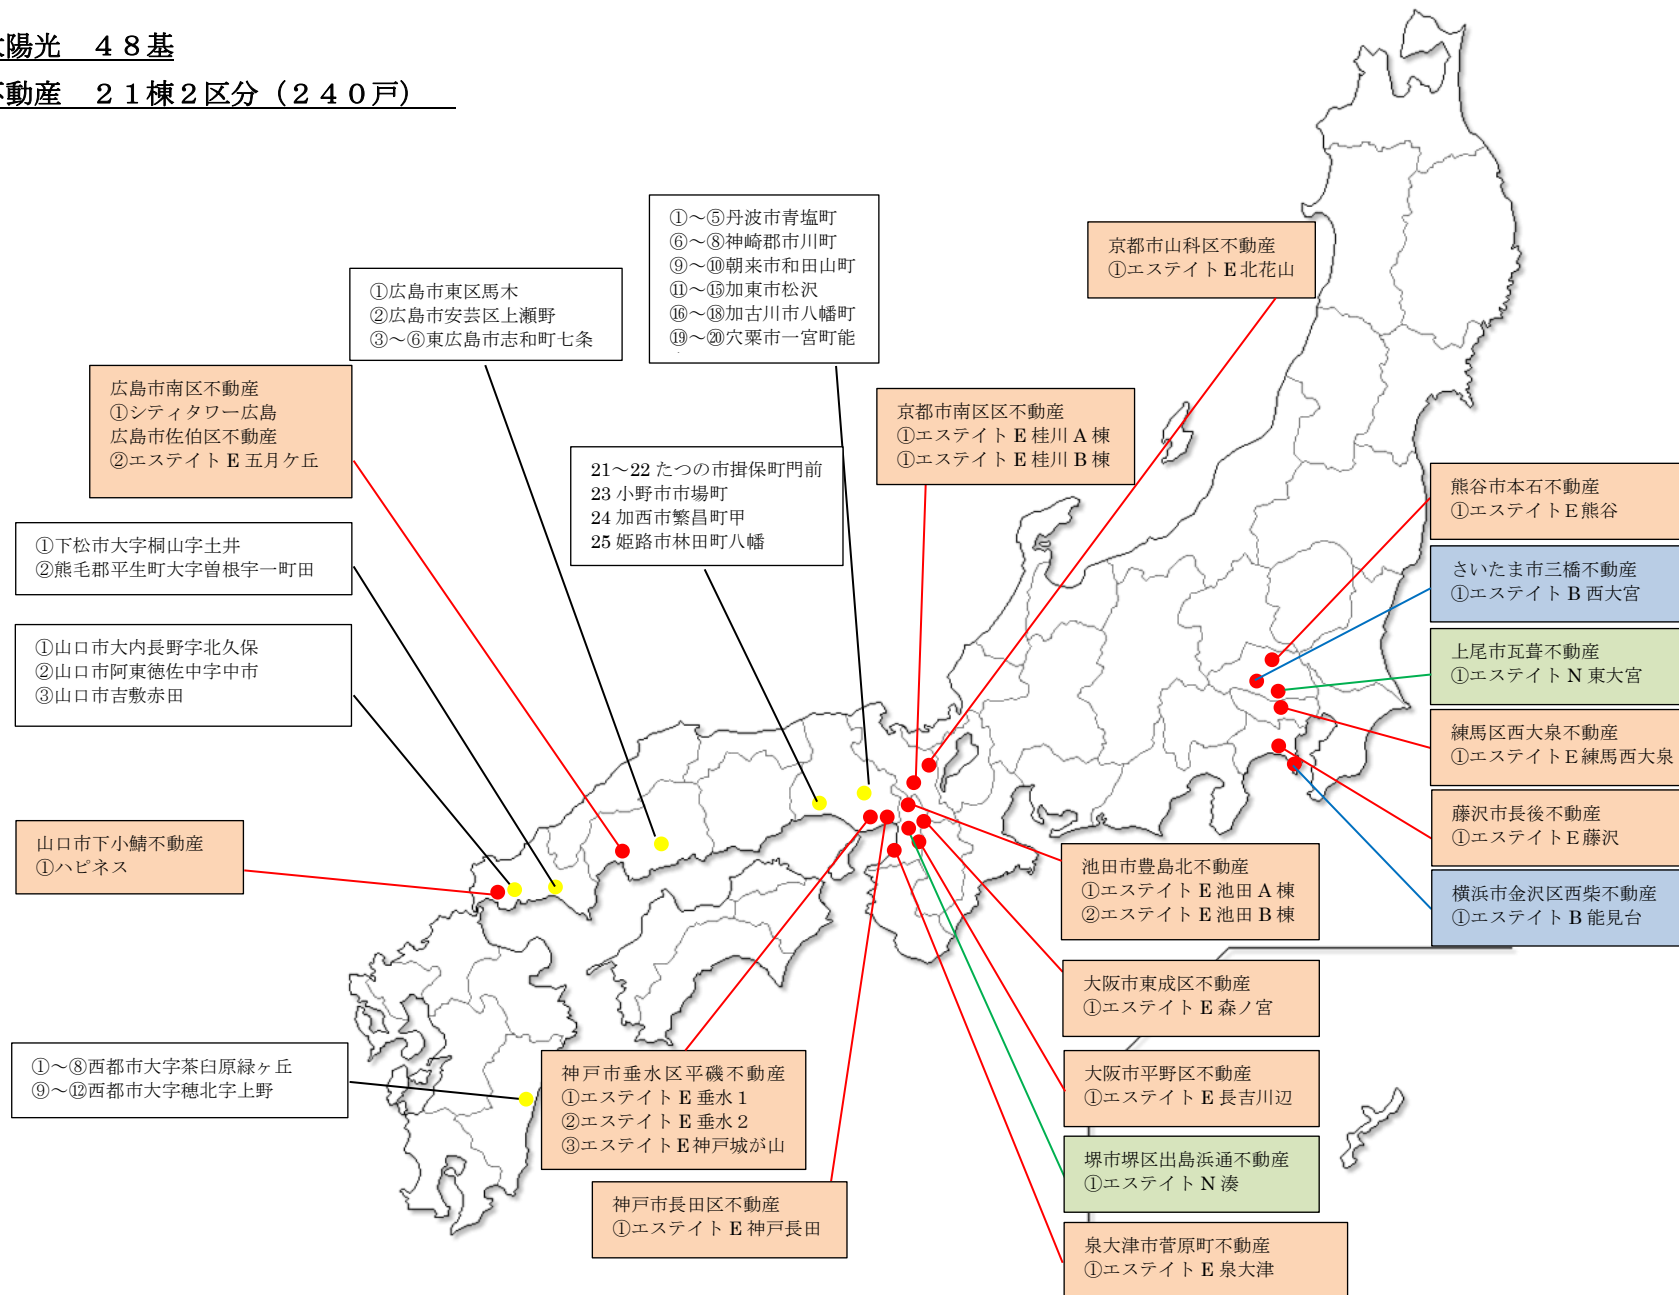 太陽光　４８基
不動産　２１棟２区分（２４０戸）
①～⑤丹波市青塩町
⑥～⑧神崎郡市川町
⑨～⑩朝来市和田山町
⑪～⑮加東市松沢
⑯～⑱加古川市八幡町
⑲～⑳宍粟市一宮町能
京都市山科区不動産
①エステイト E 北花山
①広島市東区馬木
②広島市安芸区上瀬野
③～⑥東広島市志和町七条
広島市南区不動産
①シティタワー広島
広島市佐伯区不動産
②エステイト E 五月ケ丘
京都市南区区不動産
①エステイト E 桂川 A 棟
①エステイト E 桂川 B 棟
21～22 たつの市揖保町門前
23 小野市市場町
24 加西市繁昌町甲
25 姫路市林田町八幡
熊谷市本石不動産
①エステイトＥ熊谷
①下松市大字桐山字土井
②熊毛郡平生町大字曽根宇一町田
さいたま市三橋不動産
①エステイト B 西大宮
①山口市大内長野字北久保
②山口市阿東徳佐中字中市
③山口市吉敷赤田
上尾市瓦葺不動産
①エステイト N 東大宮
練馬区西大泉不動産
①エステイトＥ練馬西大泉
藤沢市長後不動産
①エステイトＥ藤沢
山口市下小鯖不動産
①ハピネス
池田市豊島北不動産
①エステイト E 池田 A 棟
②エステイト E 池田 B 棟
横浜市金沢区西柴不動産
①エステイト B 能見台
大阪市東成区不動産
①エステイト E 森ノ宮
①～⑧西都市大字茶臼原緑ヶ丘
⑨～⑫西都市大字穂北字上野
神戸市垂水区平磯不動産
①エステイト E 垂水１
②エステイト E 垂水２
③エステイトＥ神戸城が山
大阪市平野区不動産
①エステイト E 長吉川辺
堺市堺区出島浜通不動産
①エステイト N 湊
神戸市長田区不動産
①エステイト E 神戸長田
泉大津市菅原町不動産
①エステイト E 泉大津